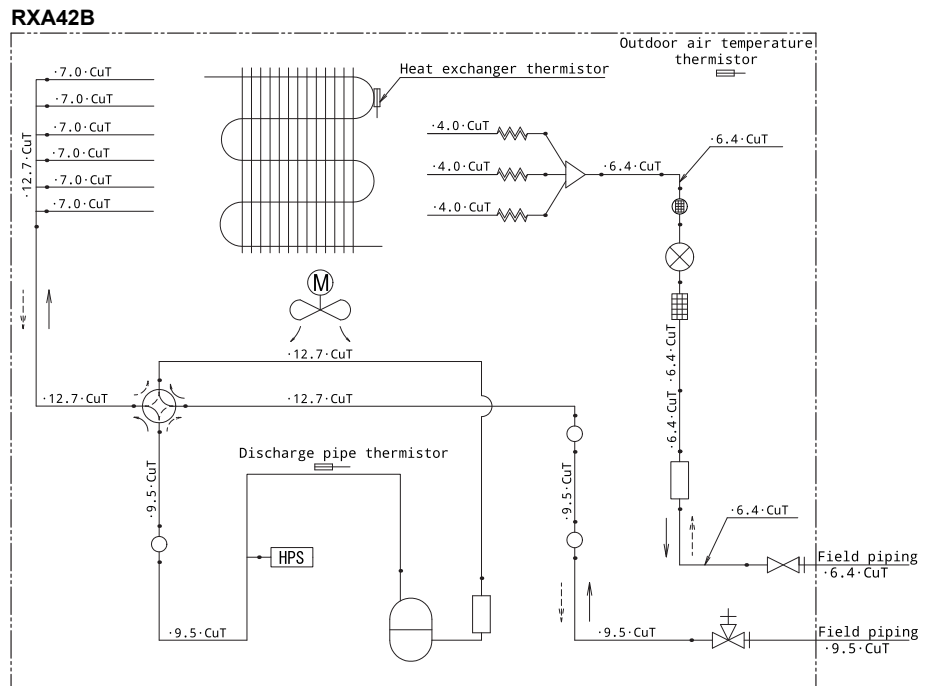 RXA42B
Outdoor air temperature
thermistor
·7.0·CuT
·7.0·CuT
·7.0·CuT
·7.0·CuT
·7.0·CuT
·7.0·CuT
·12.7·CuT
Heat exchanger thermistor
·4.0·CuT
·4.0·CuT
·4.0·CuT
·6.4·CuT
·6.4·CuT
M
·12.7·CuT
·12.7·CuT
·12.7·CuT
·6.4·CuT
·6.4·CuT
Discharge pipe thermistor
·9.5·CuT
·9.5·CuT
HPS
·6.4·CuT
Field piping
·6.4·CuT
·9.5·CuT
·9.5·CuT
Field piping
·9.5·CuT